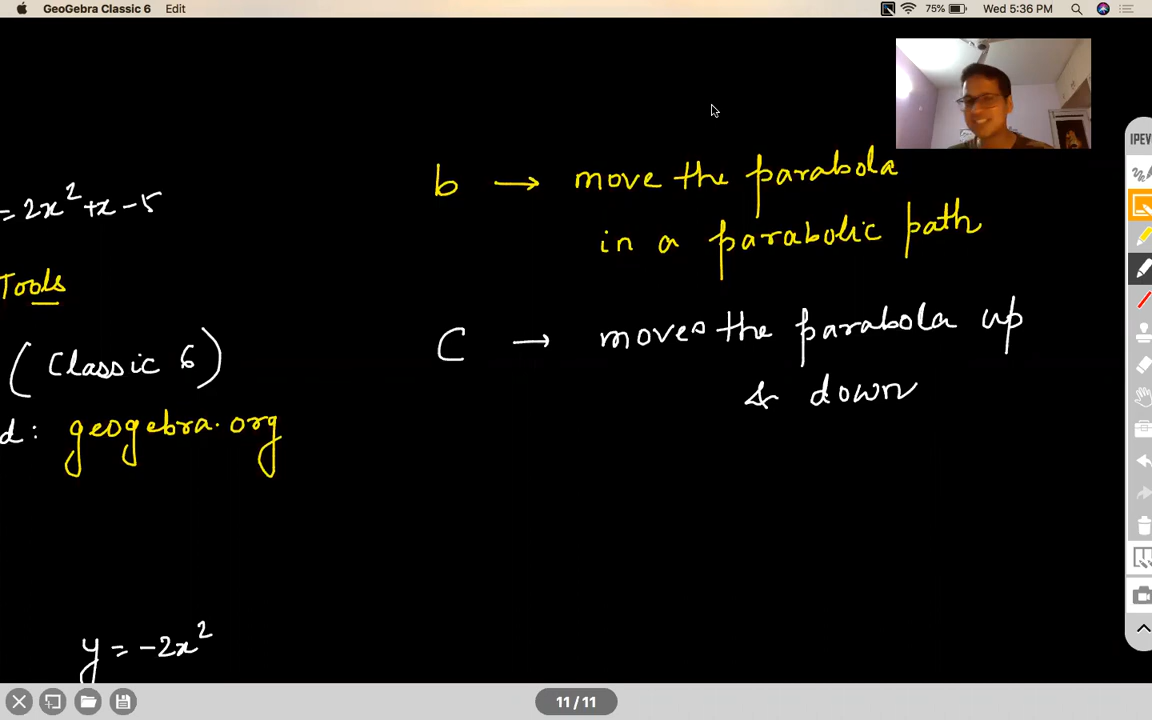 GeoGebra Classic 6 Edit 75% Wed 5:36 PM
b → move the parabola
in a parabolic path
= 2x² + x - 5
Tools
C → moves the parabola up
& down
(Classic 6)
d: geogebra.org
y = -2x²
IPEV
11/11